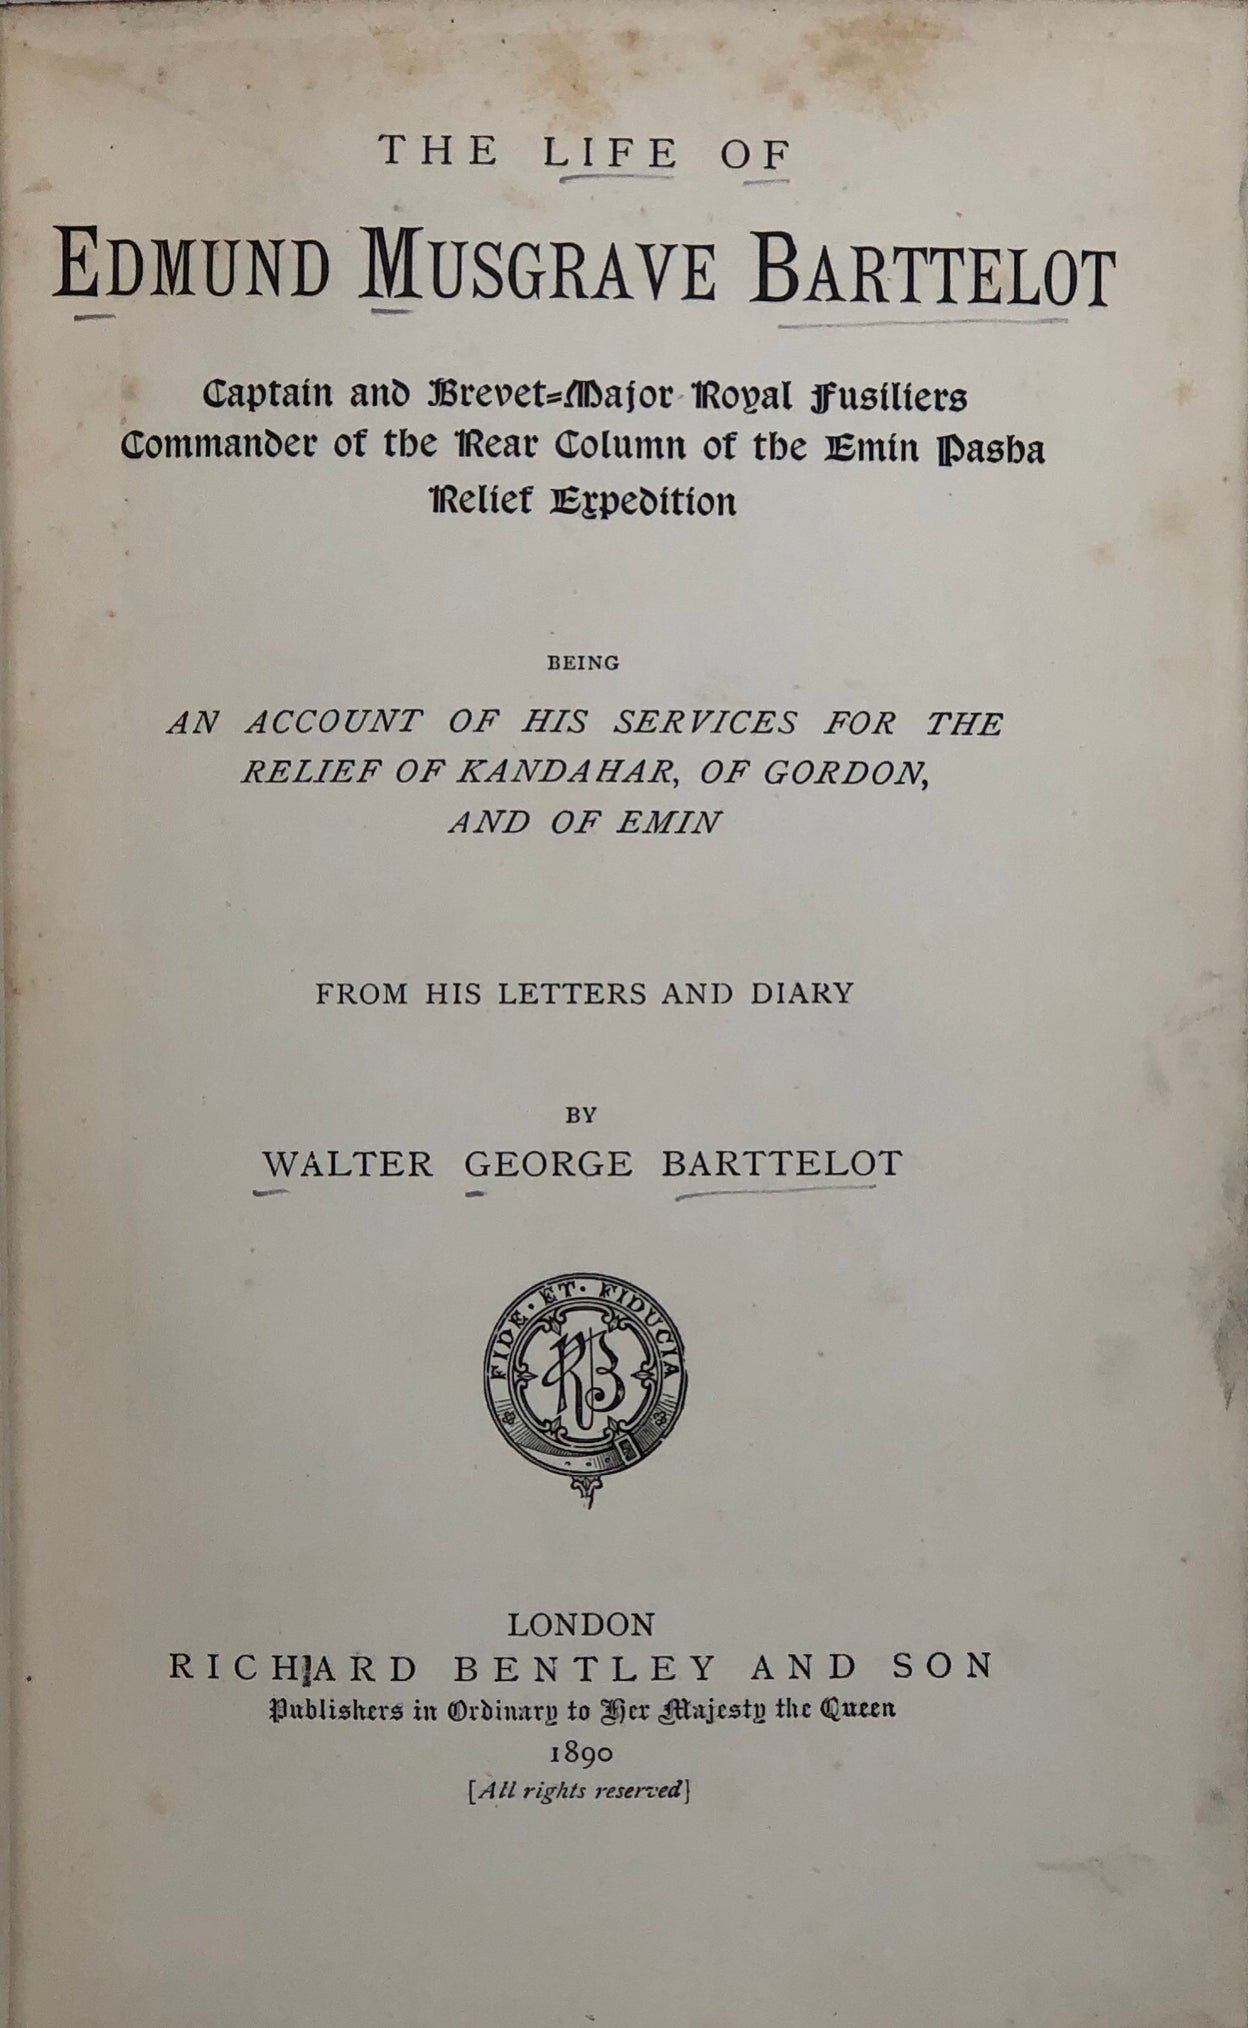 THE LIFE OF
EDMUND MUSGRAVE BARTTELOT
Captain and Brevet-Major Royal Fusiliers
Commander of the Rear Column of the Emin Pasha
Relief Expedition
BEING
AN ACCOUNT OF HIS SERVICES FOR THE
RELIEF OF KANDAHAR, OF GORDON,
AND OF EMIN
FROM HIS LETTERS AND DIARY
BY
WALTER GEORGE BARTTELOT
FIDE · ET · FIDUCIA
RB
LONDON
RICHARD BENTLEY AND SON
Publishers in Ordinary to Her Majesty the Queen
1890
[All rights reserved]